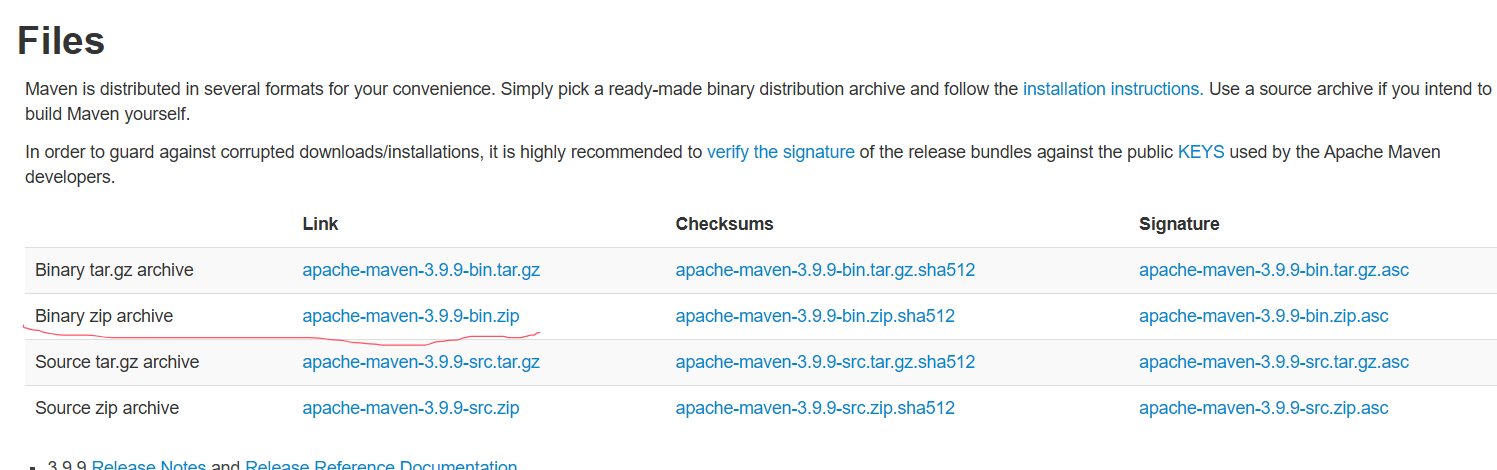 Files
Maven is distributed in several formats for your convenience. Simply pick a ready-made binary distribution archive and follow the installation instructions. Use a source archive if you intend to
build Maven yourself.
In order to guard against corrupted downloads/installations, it is highly recommended to verify the signature of the release bundles against the public KEYS used by the Apache Maven
developers.
Link Checksums Signature
Binary tar.gz archive apache-maven-3.9.9-bin.tar.gz apache-maven-3.9.9-bin.tar.gz.sha512 apache-maven-3.9.9-bin.tar.gz.asc
Binary zip archive apache-maven-3.9.9-bin.zip apache-maven-3.9.9-bin.zip.sha512 apache-maven-3.9.9-bin.zip.asc
Source tar.gz archive apache-maven-3.9.9-src.tar.gz apache-maven-3.9.9-src.tar.gz.sha512 apache-maven-3.9.9-src.tar.gz.asc
Source zip archive apache-maven-3.9.9-src.zip apache-maven-3.9.9-src.zip.sha512 apache-maven-3.9.9-src.zip.asc
3.9.9 Release Notes and Release Reference Documentation